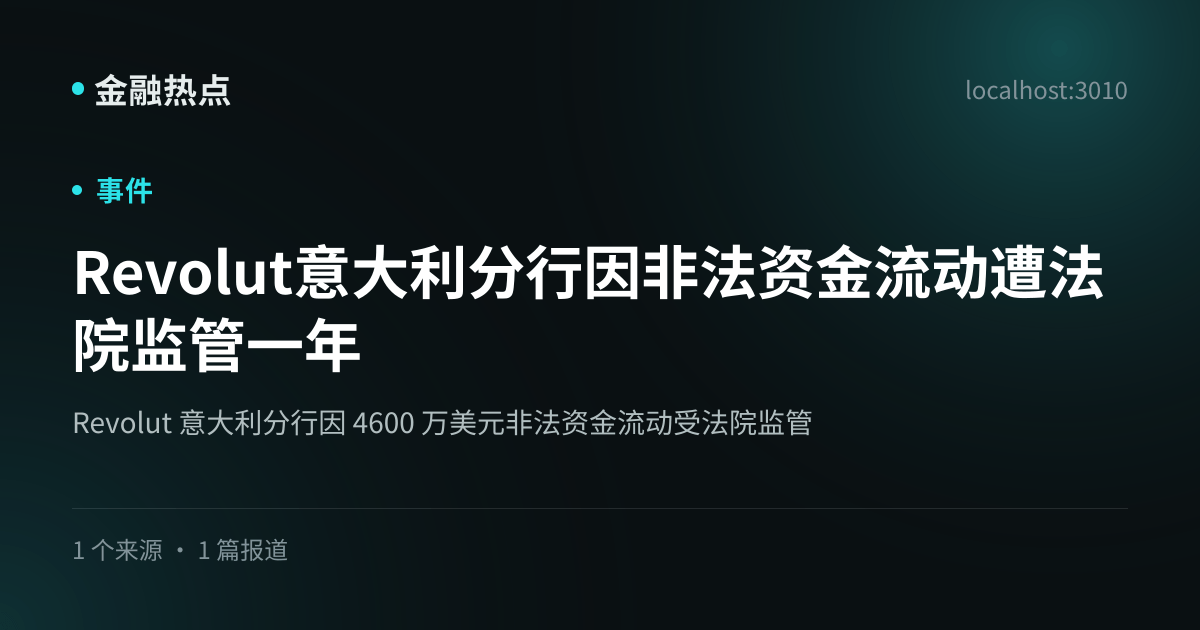 金融热点
localhost:3010
事件
Revolut意大利分行因非法资金流动遭法
院监管一年
Revolut 意大利分行因 4600 万美元非法资金流动受法院监管
1 个来源 · 1 篇报道